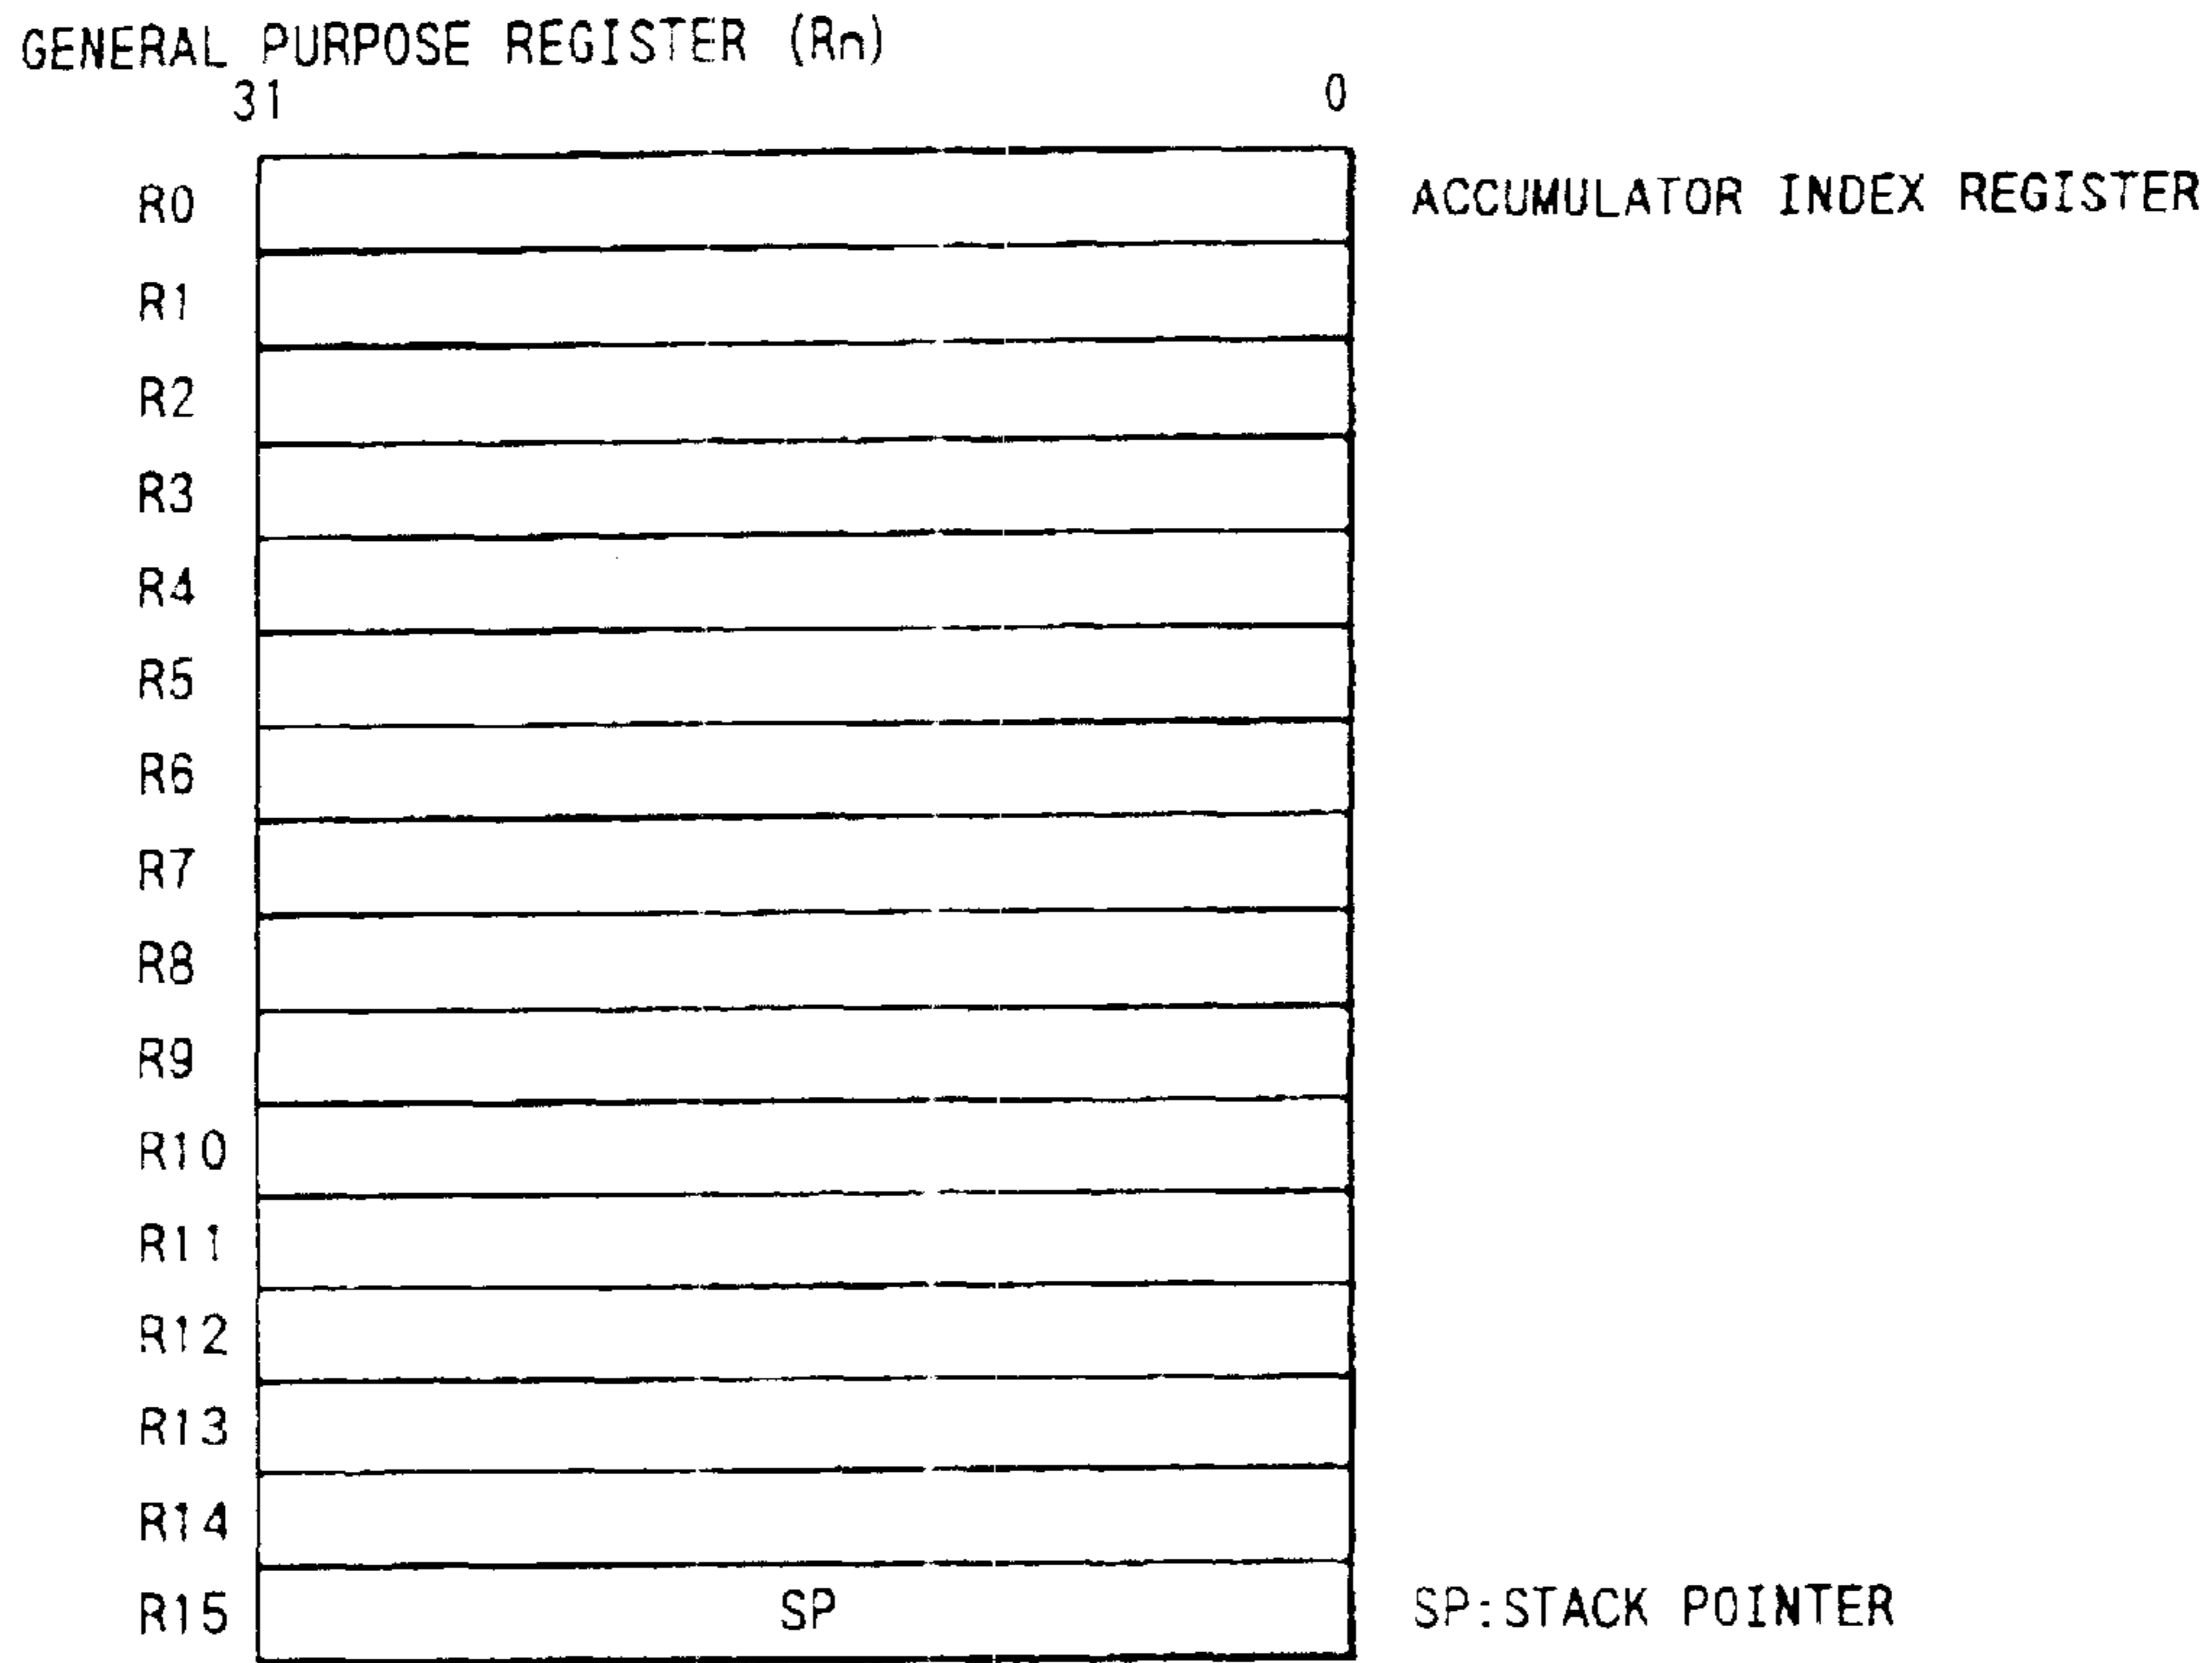 GENERAL PURPOSE REGISTER (Rn)
31 0
R0 ACCUMULATOR INDEX REGISTER
R1
R2
R3
R4
R5
R6
R7
R8
R9
R10
R11
R12
R13
R14
R15 SP SP:STACK POINTER